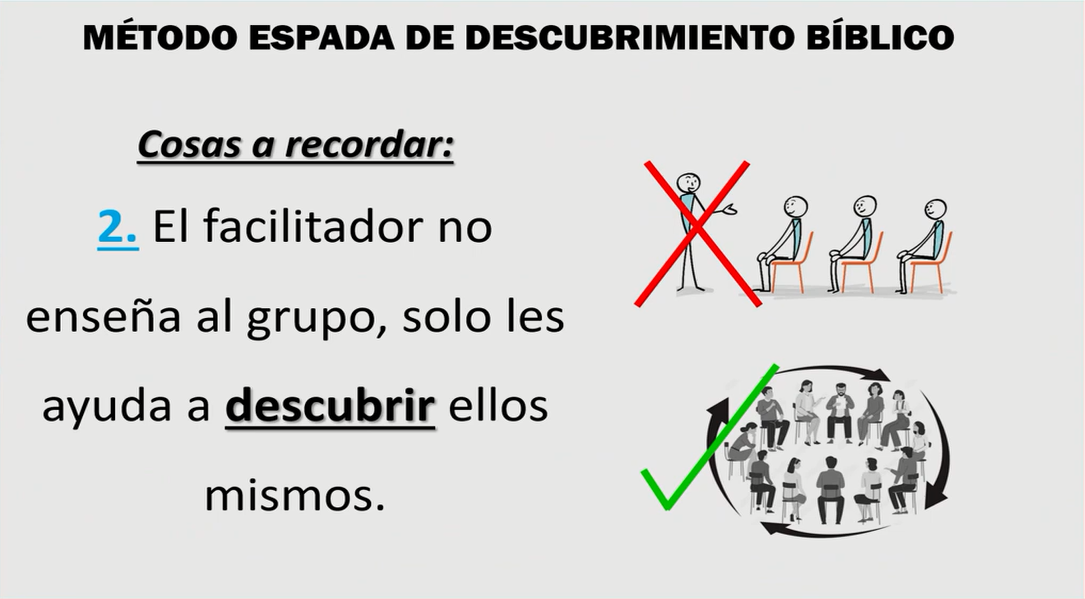 MÉTODO ESPADA DE DESCUBRIMIENTO BÍBLICO
Cosas a recordar:
2. El facilitador no
enseña al grupo, solo les
ayuda a descubrir ellos
mismos.